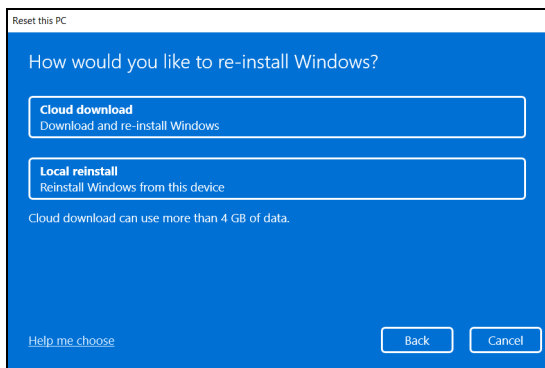 Reset this PC
How would you like to re-install Windows?
Cloud download
Download and re-install Windows
Local reinstall
Reinstall Windows from this device
Cloud download can use more than 4 GB of data.
Help me choose
Back
Cancel